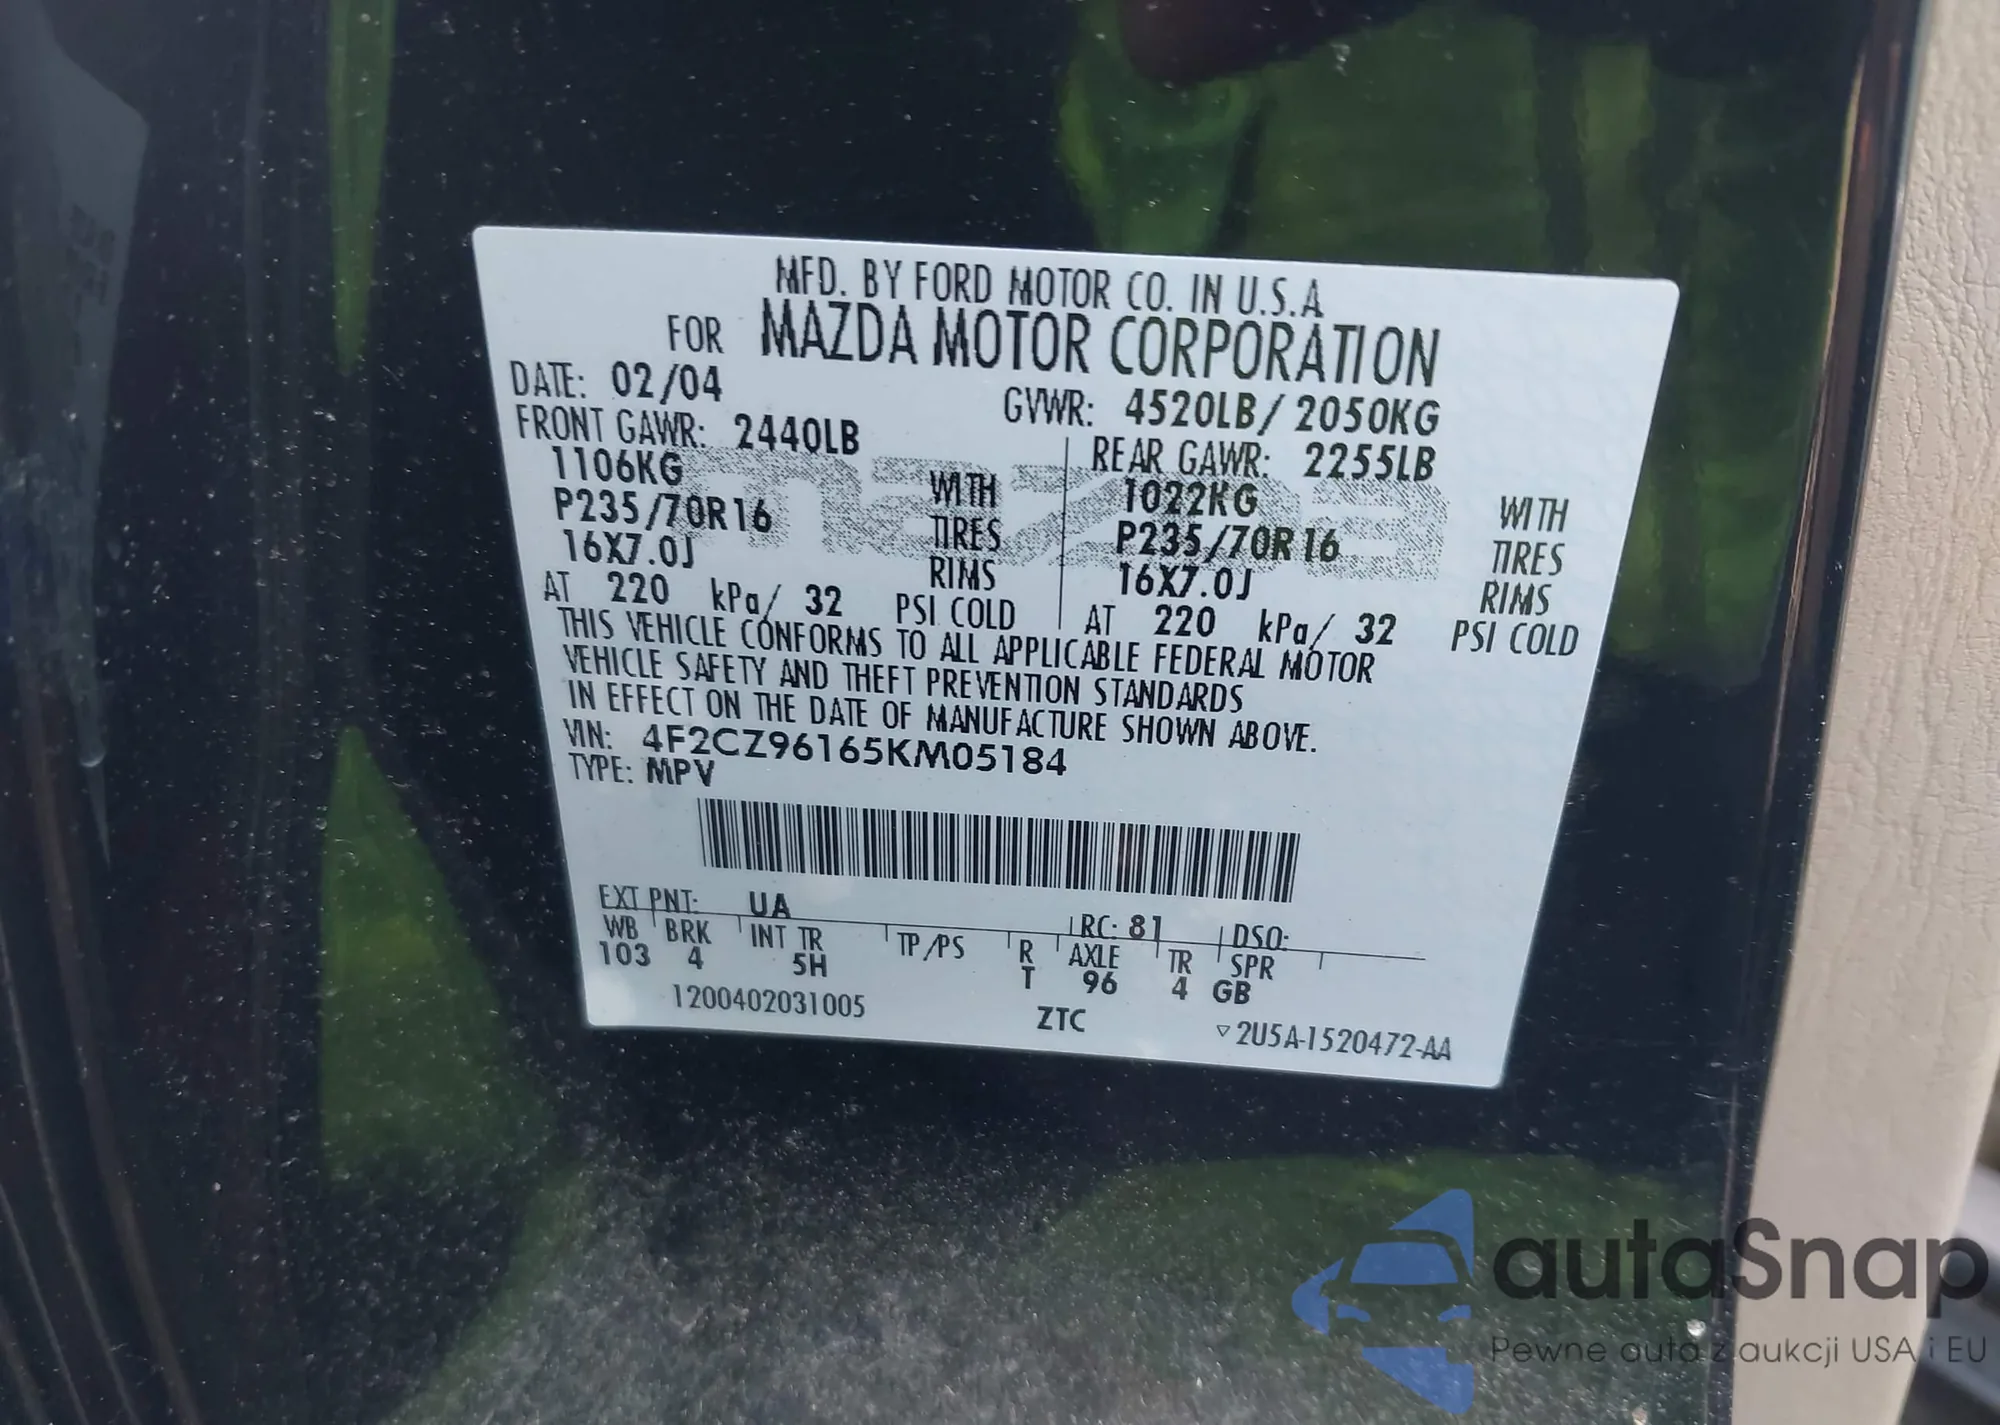 MFD. BY FORD MOTOR CO. IN U.S.A
FOR MAZDA MOTOR CORPORATION
DATE: 02/04 GVWR: 4520LB/ 2050KG
FRONT GAWR: 2440LB REAR GAWR: 2255LB
1106KG WITH 1022KG WITH
P235/70R16 TIRES P235/70R16 TIRES
16X7.0J RIMS 16X7.0J RIMS
AT 220 kPa/ 32 PSI COLD AT 220 kPa/ 32 PSI COLD
THIS VEHICLE CONFORMS TO ALL APPLICABLE FEDERAL MOTOR
VEHICLE SAFETY AND THEFT PREVENTION STANDARDS
IN EFFECT ON THE DATE OF MANUFACTURE SHOWN ABOVE.
VIN: 4F2CZ96165KM05184
TYPE: MPV
EXT PNT: UA RC: 81 DSO:
WB BRK INT TR TP/PS R AXLE TR SPR
103 4 5H T 96 4 GB
1200402031005 ZTC ▽2U5A-1520472-AA
mazda
autaSnap
Pewne auta z aukcji USA i EU